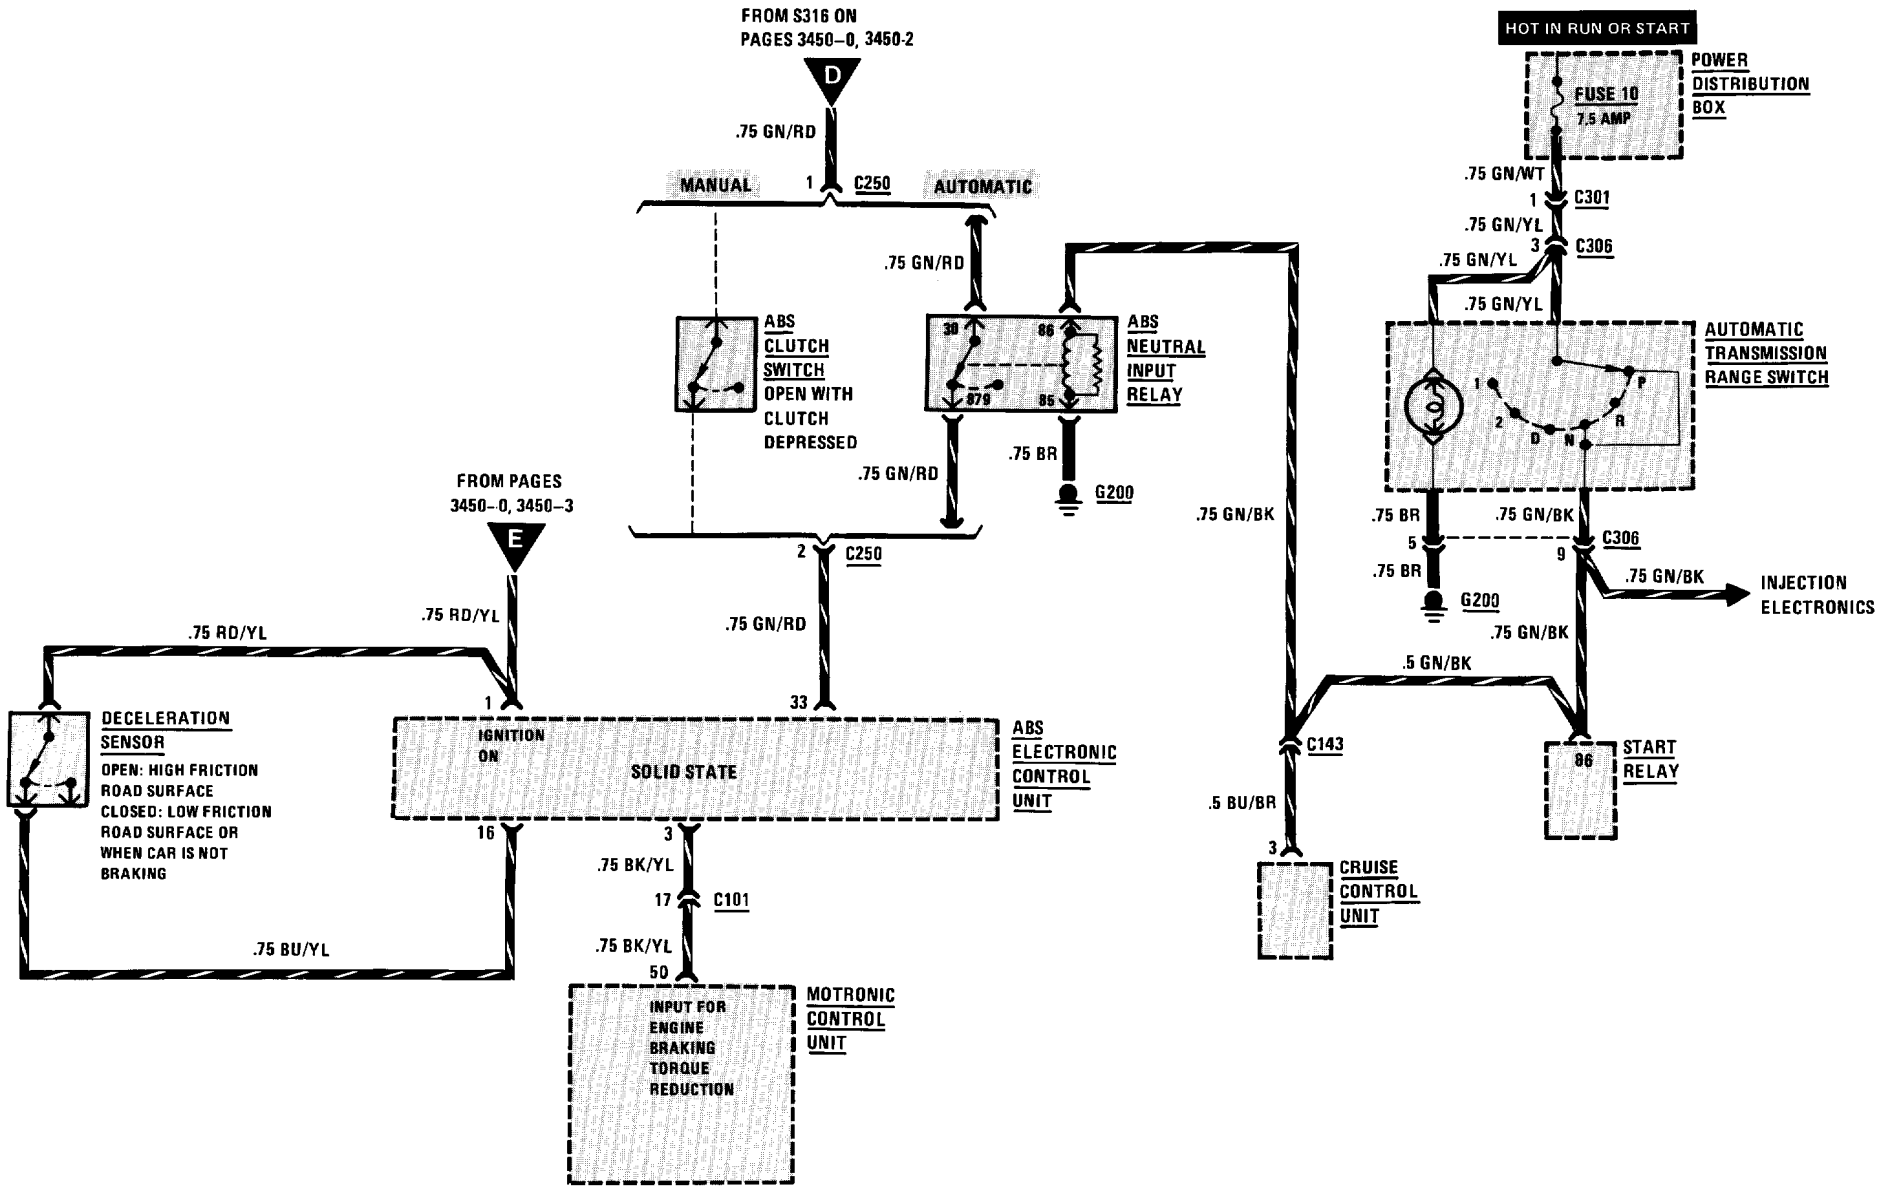 FROM S316 ON
PAGES 3450–0, 3450-2
D
.75 GN/RD
1
C250
MANUAL
AUTOMATIC
.75 GN/RD
ABS
CLUTCH
SWITCH
OPEN WITH
CLUTCH
DEPRESSED
30
86
879
85
ABS
NEUTRAL
INPUT
RELAY
.75 GN/RD
.75 BR
G200
2
C250
.75 GN/RD
FROM PAGES
3450–0, 3450–3
E
.75 RD/YL
.75 RD/YL
DECELERATION
SENSOR
OPEN: HIGH FRICTION
ROAD SURFACE
CLOSED: LOW FRICTION
ROAD SURFACE OR
WHEN CAR IS NOT
BRAKING
1
33
IGNITION
ON
SOLID STATE
ABS
ELECTRONIC
CONTROL
UNIT
16
3
.75 BU/YL
.75 BK/YL
17
C101
.75 BK/YL
50
INPUT FOR
ENGINE
BRAKING
TORQUE
REDUCTION
MOTRONIC
CONTROL
UNIT
HOT IN RUN OR START
FUSE 10
7.5 AMP
POWER
DISTRIBUTION
BOX
.75 GN/WT
1
C301
.75 GN/YL
3
C306
.75 GN/YL
.75 GN/YL
AUTOMATIC
TRANSMISSION
RANGE SWITCH
1
2
D
N
R
P
.75 BR
.75 GN/BK
5
9
C306
.75 BR
G200
.75 GN/BK
INJECTION
ELECTRONICS
.75 GN/BK
.75 GN/BK
.5 GN/BK
C143
86
START
RELAY
.5 BU/BR
3
CRUISE
CONTROL
UNIT